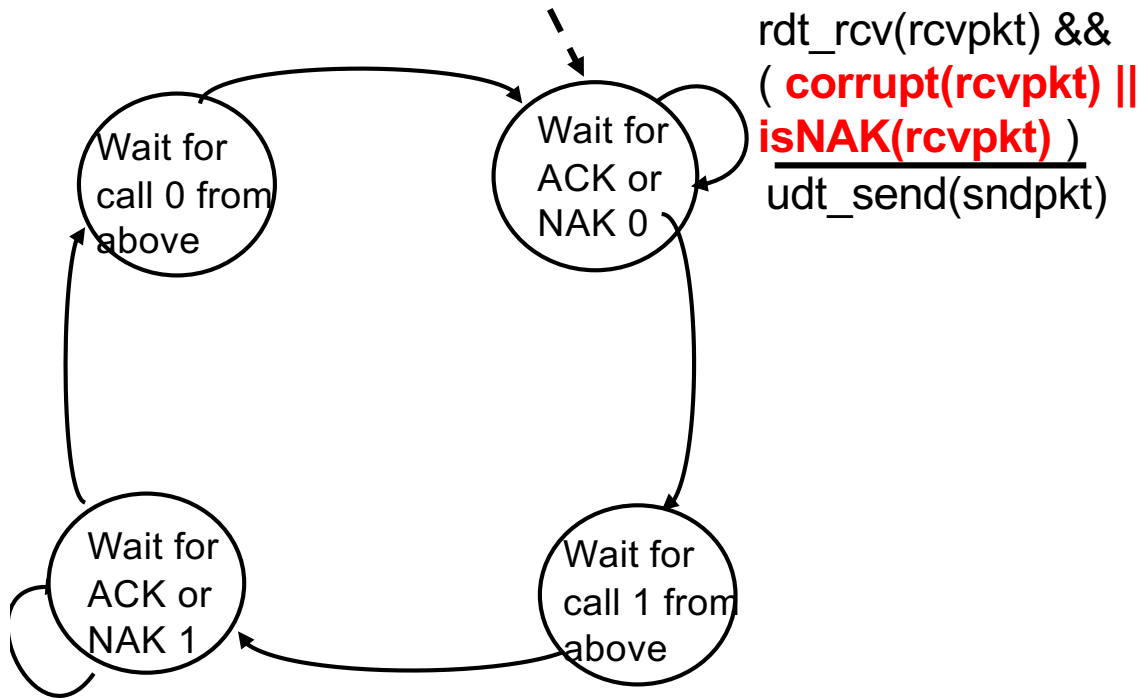 Wait for
call 0 from
above
Wait for
ACK or
NAK 0
rdt_rcv(rcvpkt) &&
( corrupt(rcvpkt) ||
isNAK(rcvpkt) )
udt_send(sndpkt)
Wait for
ACK or
NAK 1
Wait for
call 1 from
above